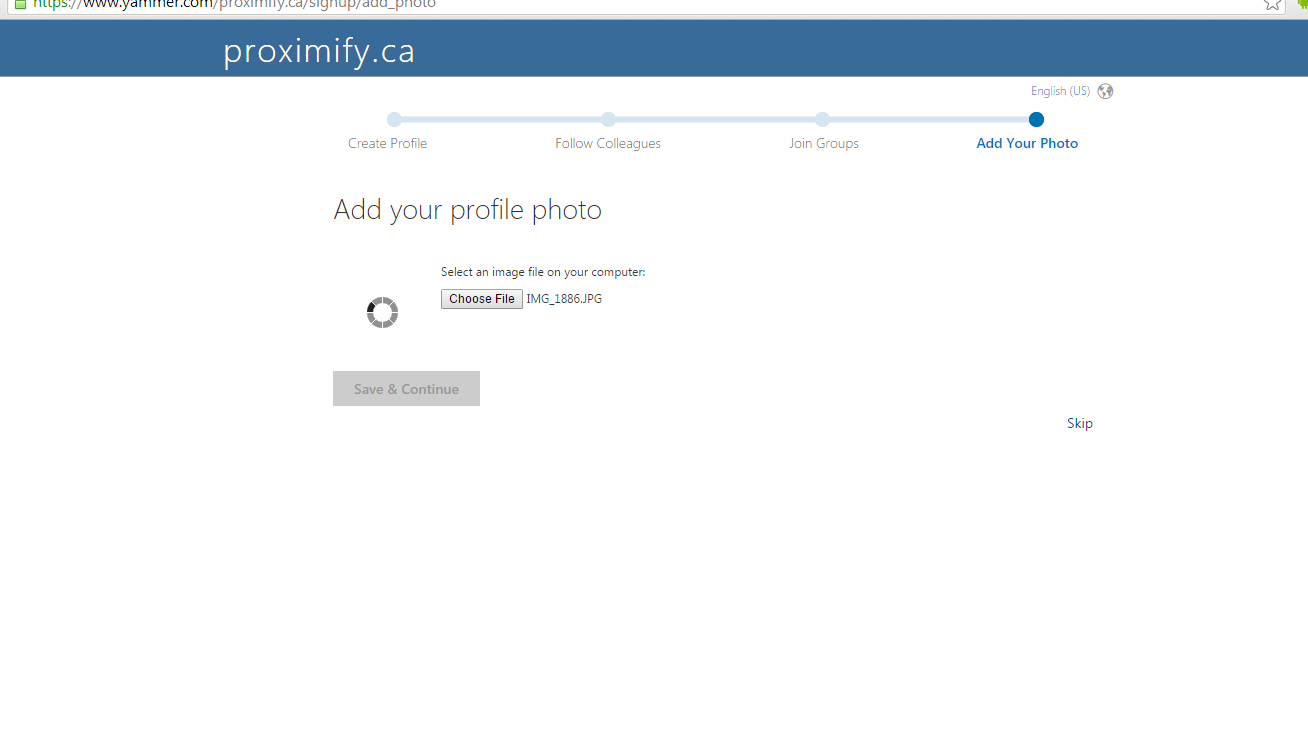 https://www.yammer.com/proximify.ca/signup/add_photo
proximify.ca
English (US)
Create Profile
Follow Colleagues
Join Groups
Add Your Photo
Add your profile photo
Select an image file on your computer:
Choose File IMG_1886.JPG
Save & Continue
Skip